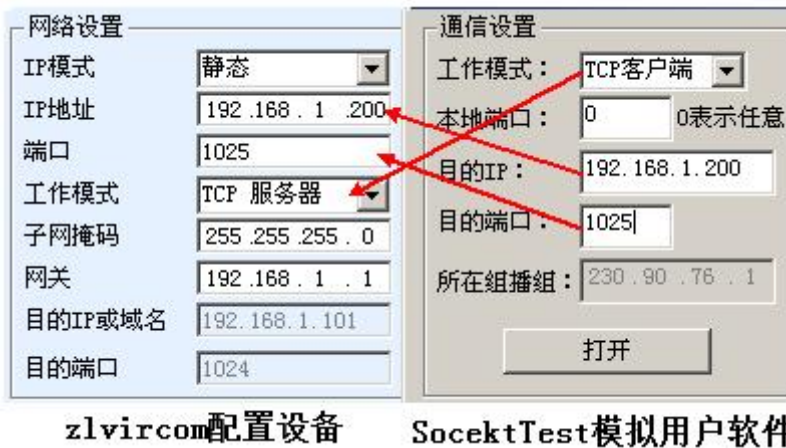 网络设置
IP模式 静态
IP地址 192 .168 . 1 .200
端口 1025
工作模式 TCP 服务器
子网掩码 255 .255 .255 . 0
网关 192 .168 . 1 . 1
目的IP或域名 192.168.1.101
目的端口 1024
zlvircom配置设备
通信设置
工作模式： TCP客户端
本地端口： 0 0表示任意
目的IP： 192.168.1.200
目的端口： 1025
所在组播组： 230 . 90 . 76 . 1
打开
SocektTest模拟用户软件